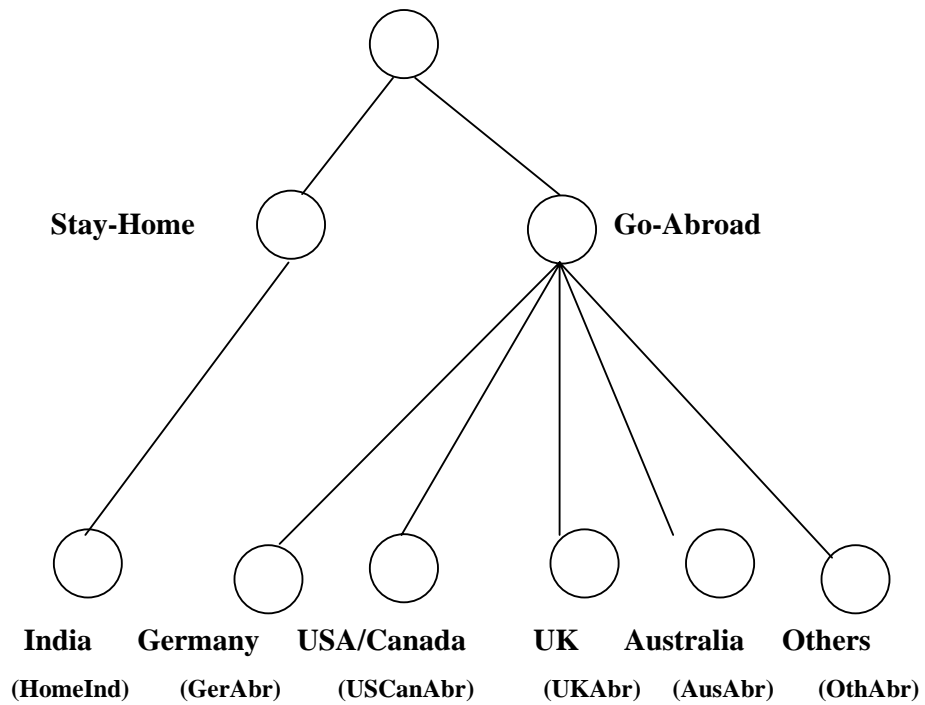 Stay-Home Go-Abroad
India Germany USA/Canada UK Australia Others
(HomeInd) (GerAbr) (USCanAbr) (UKAbr) (AusAbr) (OthAbr)